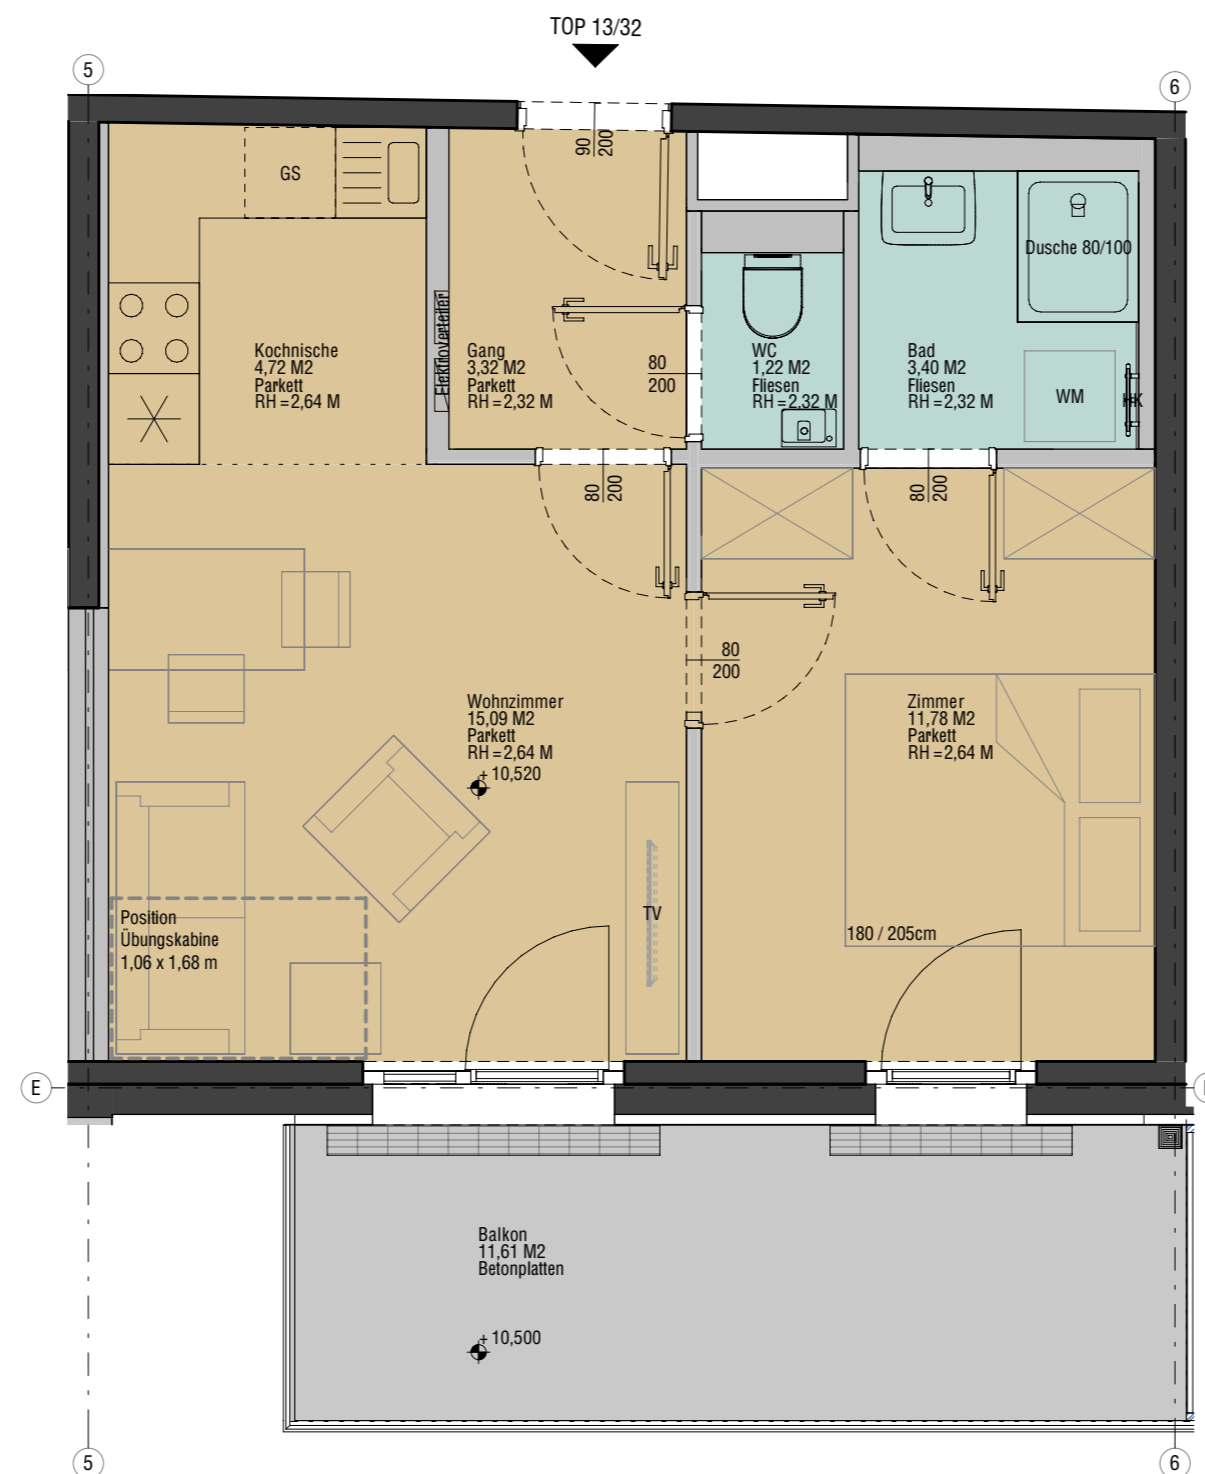 TOP 13/32
5
6
90
200
GS
Dusche 80/100
Elektroverteiler
Kochnische
4,72 M2
Parkett
RH =2,64 M
Gang
3,32 M2
Parkett
RH =2,32 M
80
200
WC
1,22 M2
Fliesen
RH =2,32 M
Bad
3,40 M2
Fliesen
RH =2,32 M
WM
HK
80
200
80
200
80
200
Wohnzimmer
15,09 M2
Parkett
RH =2,64 M
+ 10,520
Zimmer
11,78 M2
Parkett
RH =2,64 M
TV
Position
Übungskabine
1,06 x 1,68 m
180 / 205cm
E
Balkon
11,61 M2
Betonplatten
+ 10,500
5
6